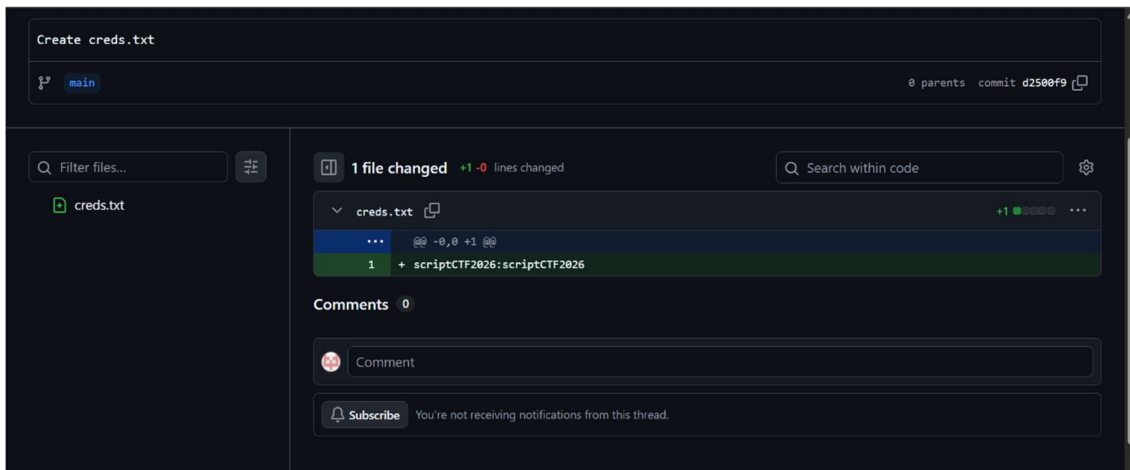 Create creds.txt
main
0 parents commit d2500f9
Filter files...
creds.txt
1 file changed +1 -0 lines changed
Search within code
creds.txt
+1
@@ -0,0 +1 @@
1 + scriptCTF2026:scriptCTF2026
Comments 0
Comment
Subscribe You're not receiving notifications from this thread.